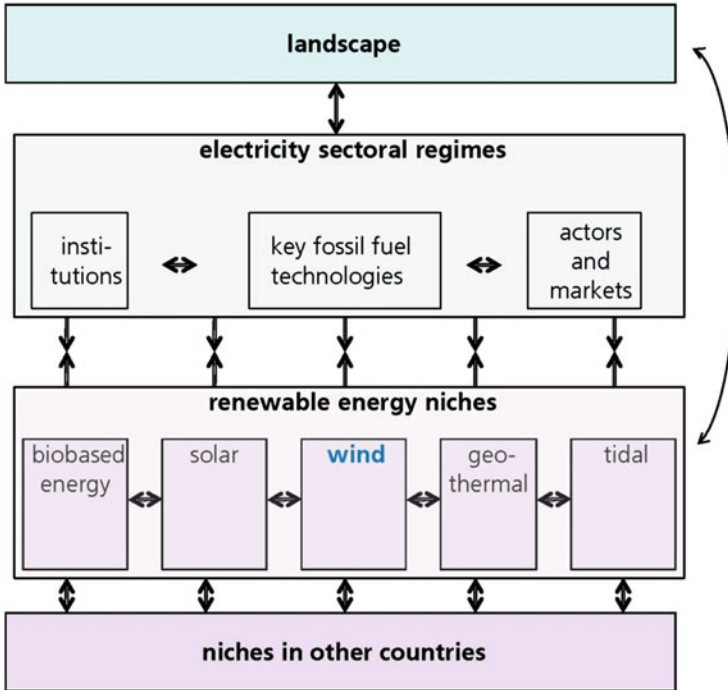 landscape
electricity sectoral regimes
insti-
tutions
key fossil fuel
technologies
actors
and
markets
renewable energy niches
biobased
energy
solar
wind
geo-
thermal
tidal
niches in other countries